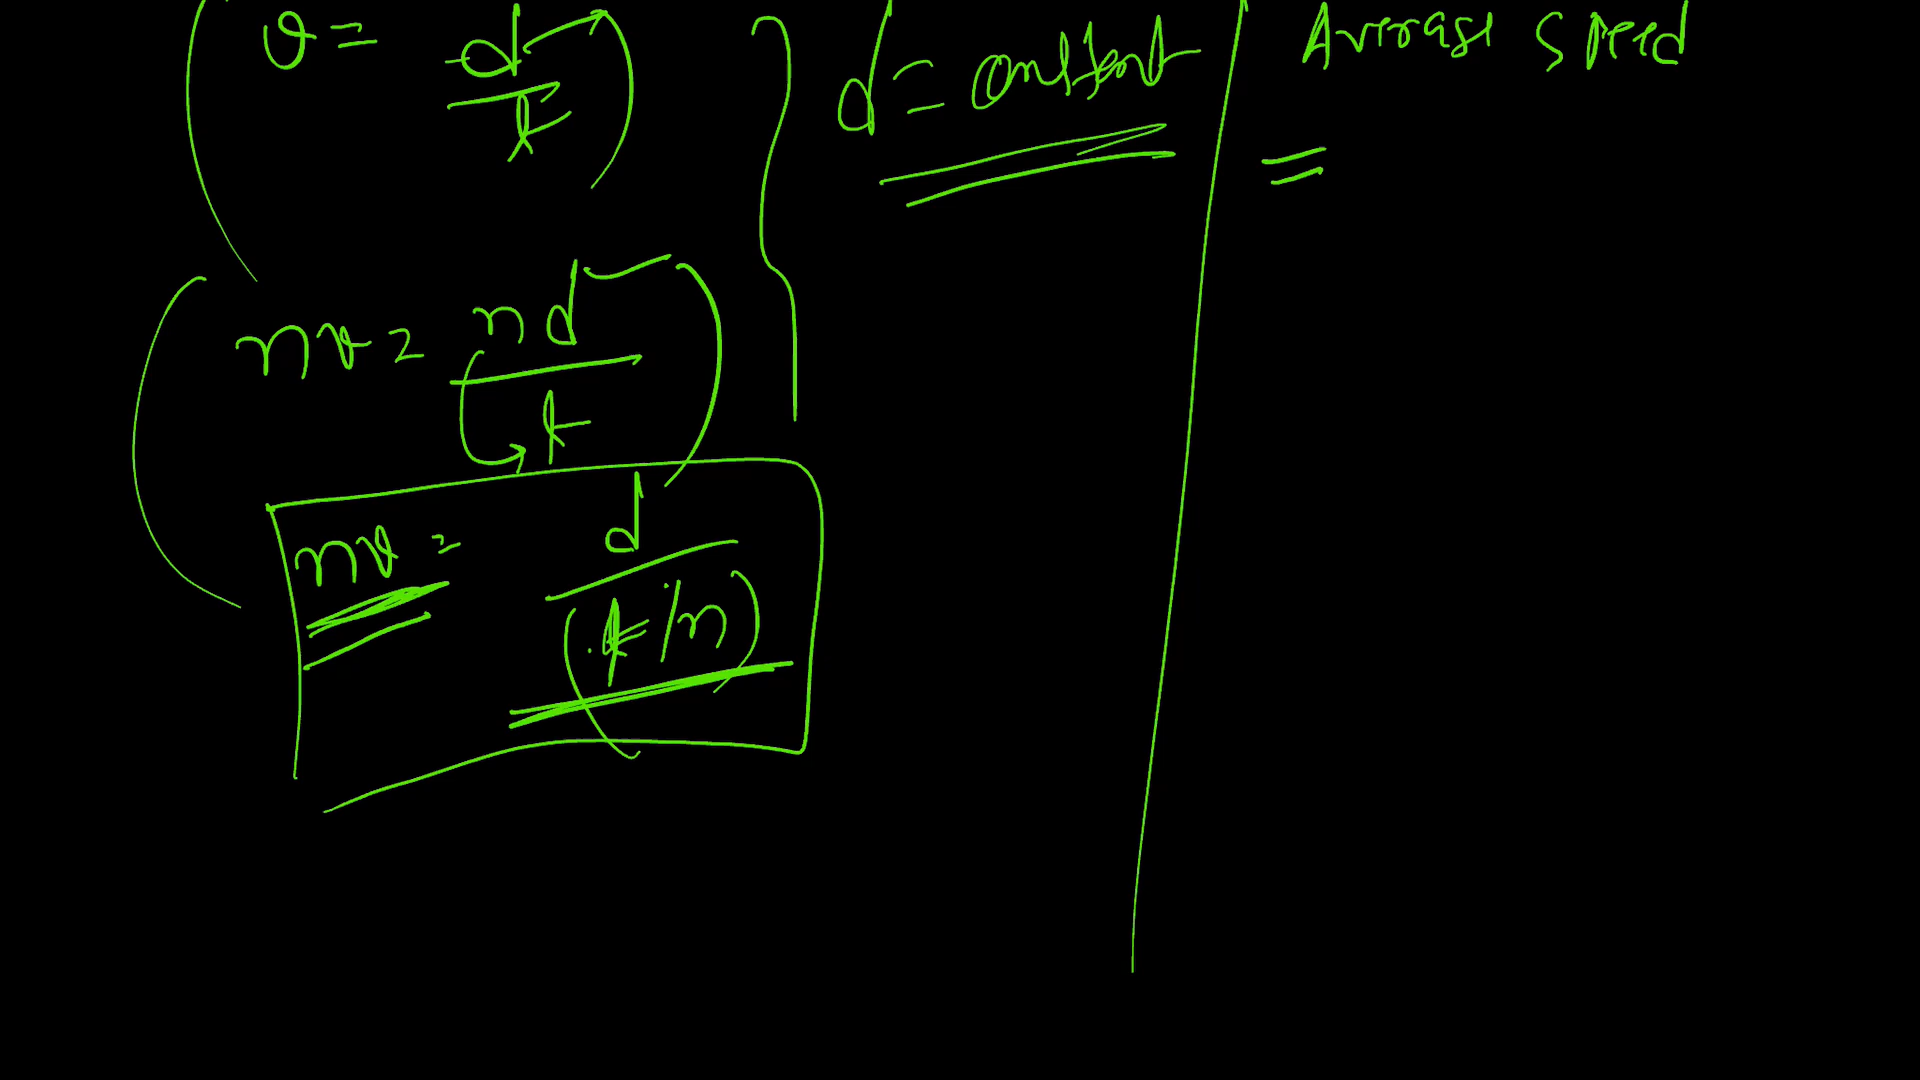 v = d/t
d = constant
nv = nd/t
nv = d/(t/n)
Average speed
=